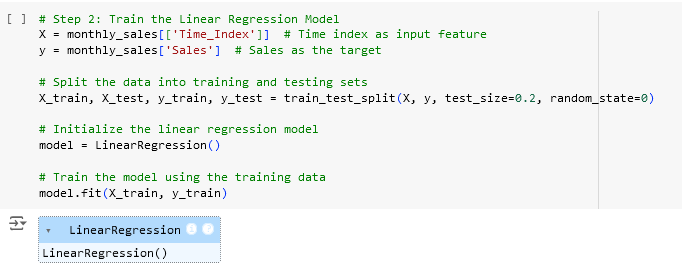 [ ] # Step 2: Train the Linear Regression Model
X = monthly_sales[['Time_Index']]  # Time index as input feature
y = monthly_sales['Sales']  # Sales as the target
# Split the data into training and testing sets
X_train, X_test, y_train, y_test = train_test_split(X, y, test_size=0.2, random_state=0)
# Initialize the linear regression model
model = LinearRegression()
# Train the model using the training data
model.fit(X_train, y_train)
▾ LinearRegression i ?
LinearRegression()